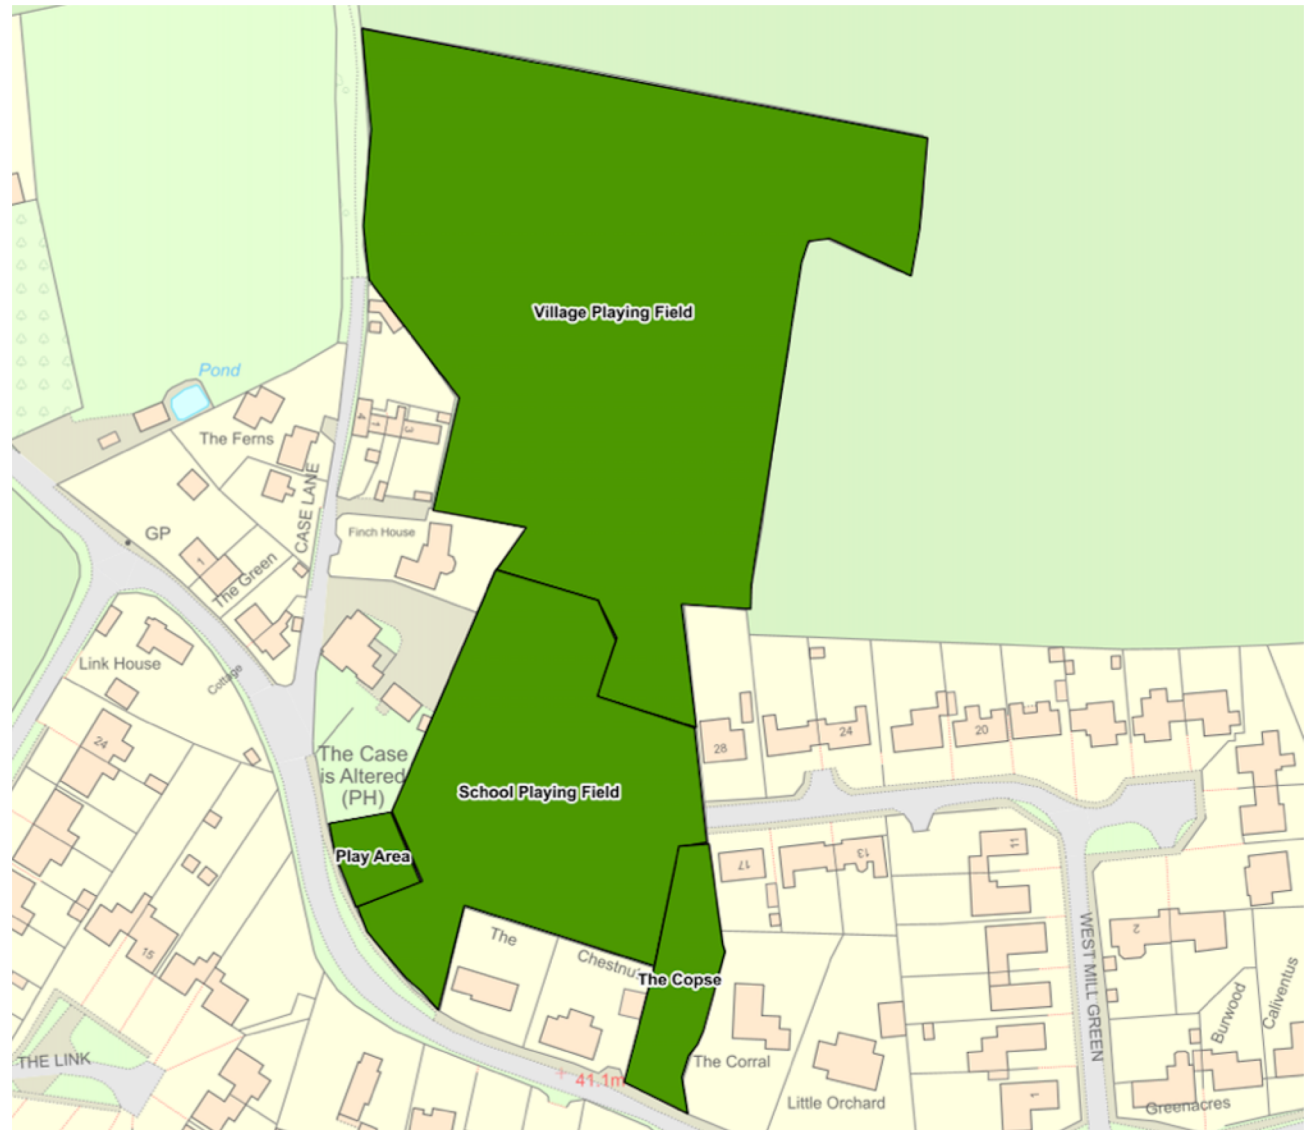 Village Playing Field
Pond
The Ferns
4
1
3
CASE LANE
GP
Finch House
1
The Green
Link House
Cottage
24
28
24
20
The Case
is Altered
(PH)
School Playing Field
Play Area
17
13
11
The
Chestnu
The Copse
2
WEST MILL GREEN
Burwood
Caliventus
15
THE LINK
41.1m
The Corral
Little Orchard
1
Greenacres